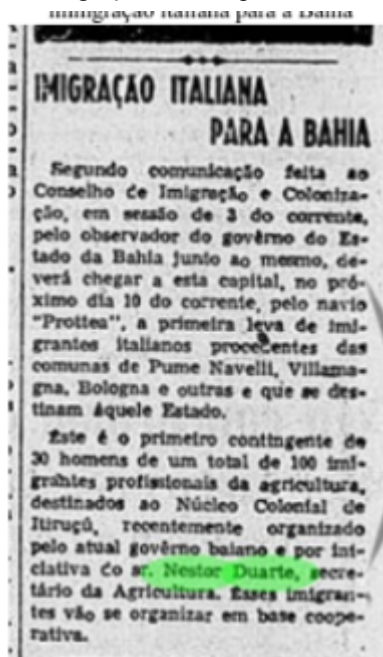 imigração italiana para a Bahia
IMIGRAÇÃO ITALIANA
PARA A BAHIA
Segundo comunicação feita ao
Conselho de Imigração e Coloniza-
ção, em sessão de 3 do corrente,
pelo observador do govêrno do Es-
tado da Bahia junto ao mesmo, de-
verá chegar a esta capital, no pró-
ximo dia 10 do corrente, pelo navio
"Prottea", a primeira leva de imi-
grantes italianos procedentes das
comunas de Pume Navelli, Villama-
gna, Bologna e outras e que se des-
tinam àquele Estado.
Êste é o primeiro contingente de
30 homens de um total de 100 imi-
grantes profissionais da agricultura,
destinados ao Núcleo Colonial de
Itiruçú, recentemente organizado
pelo atual govêrno baiano e por ini-
ciativa do sr. Nestor Duarte, secre-
tário da Agricultura. Êsses imigran-
tes vão se organizar em base coope-
rativa.